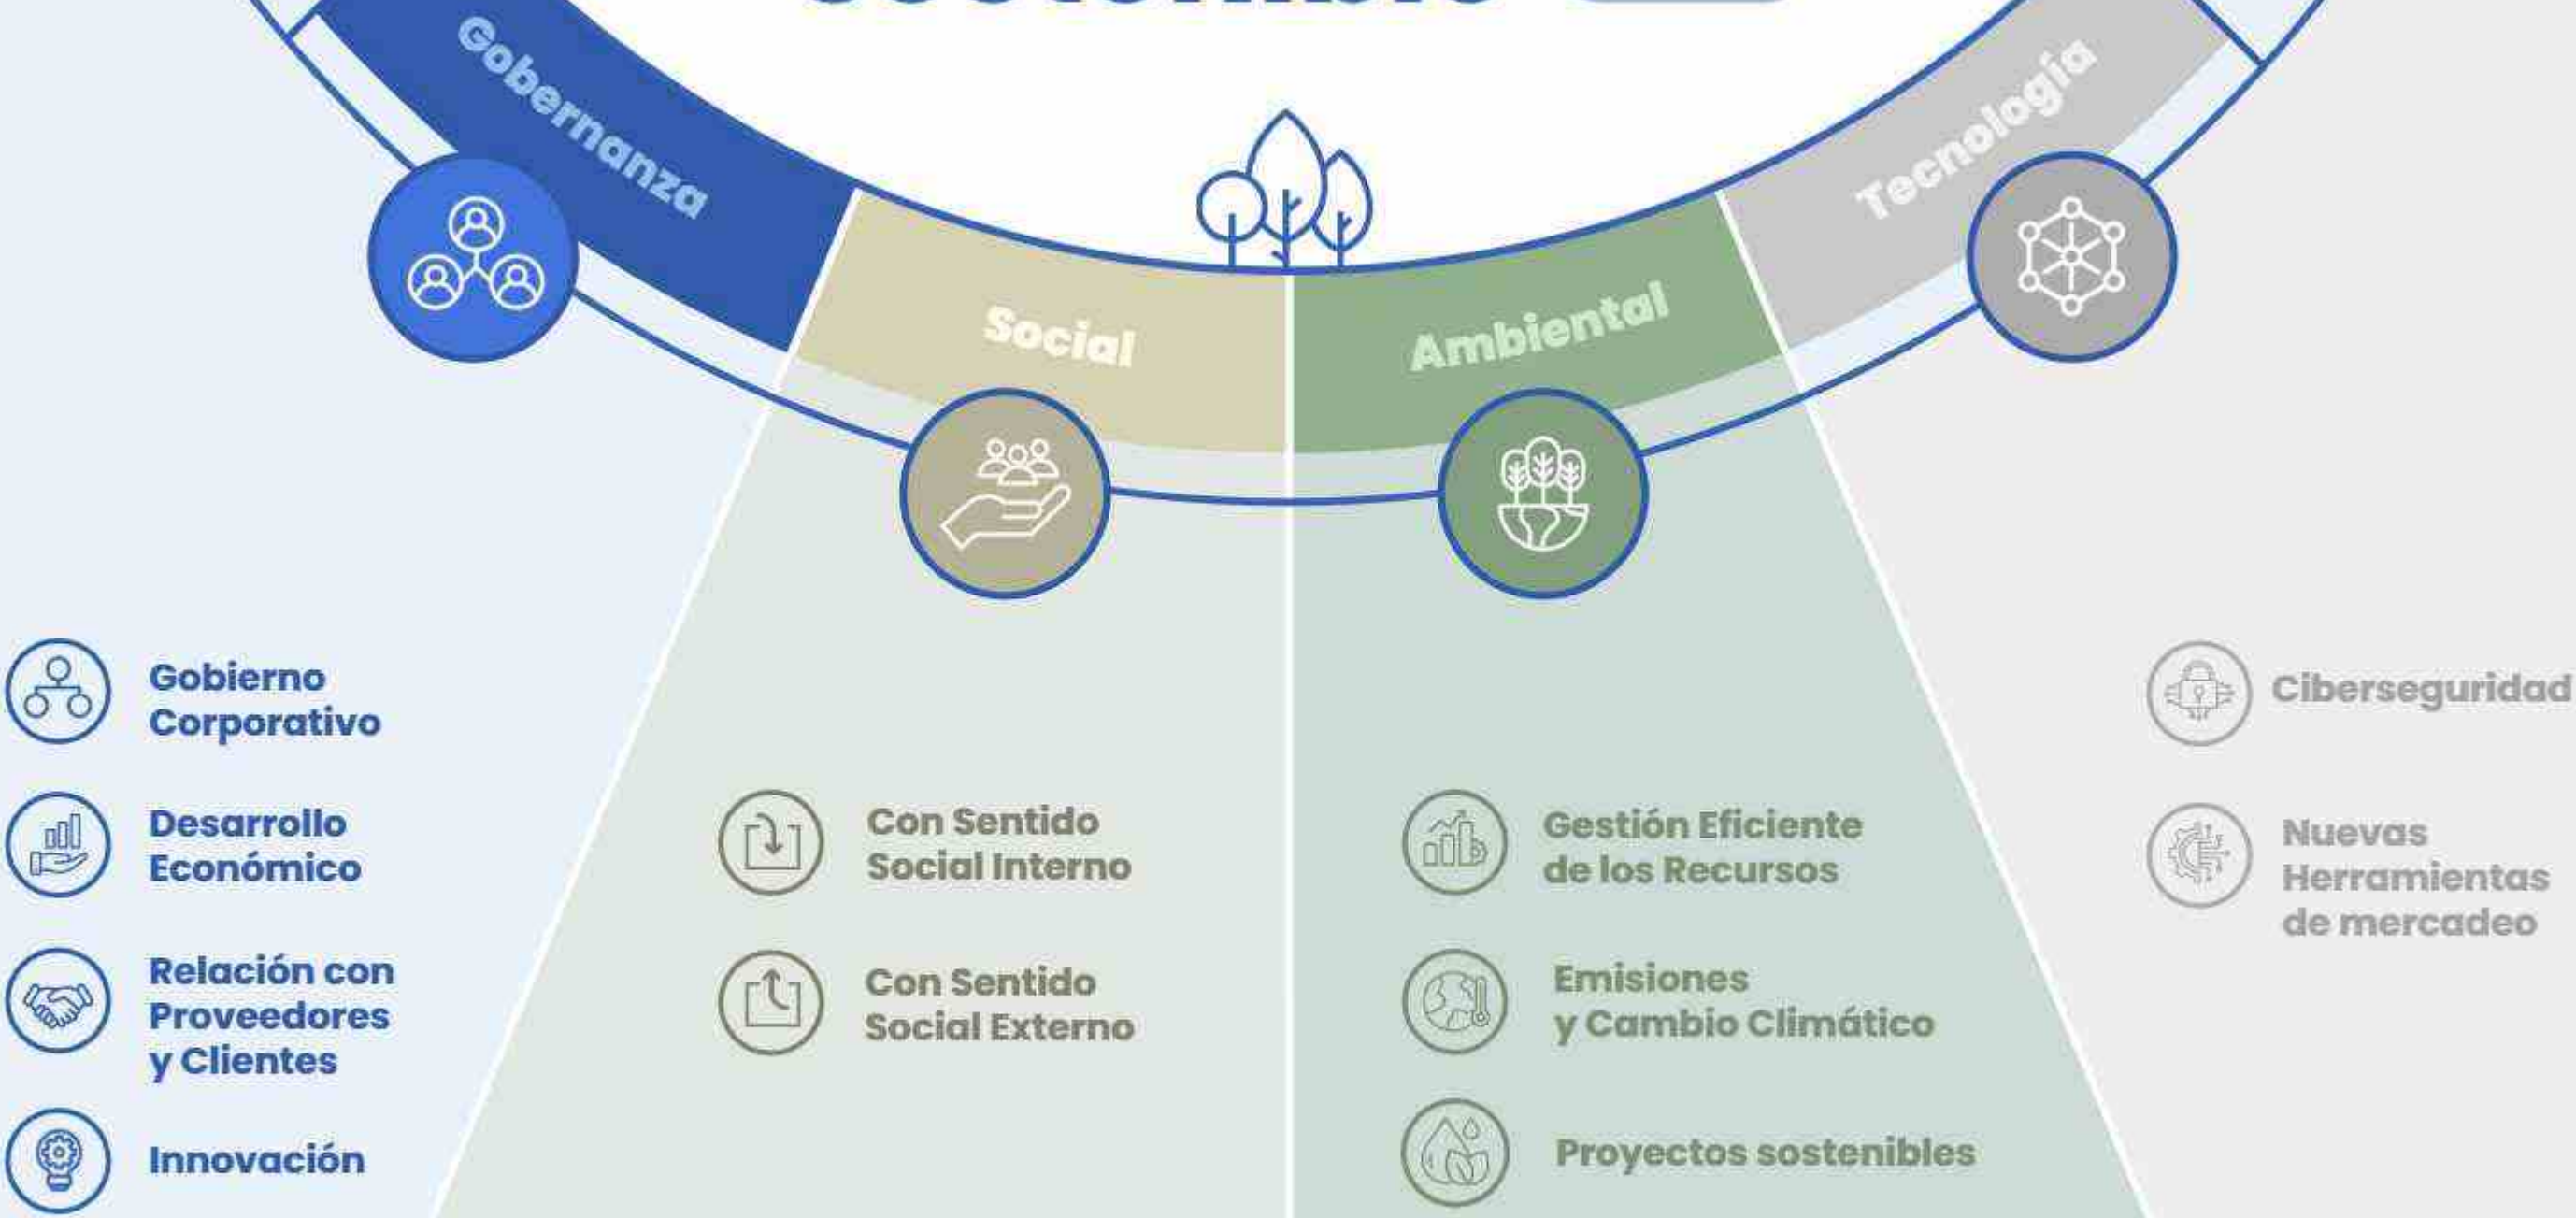 Gobernanza
Social
Ambiental
Tecnología
Gobierno
Corporativo
Desarrollo
Económico
Relación con
Proveedores
y Clientes
Innovación
Con Sentido
Social Interno
Con Sentido
Social Externo
Gestión Eficiente
de los Recursos
Emisiones
y Cambio Climático
Proyectos sostenibles
Ciberseguridad
Nuevas
Herramientas
de mercadeo